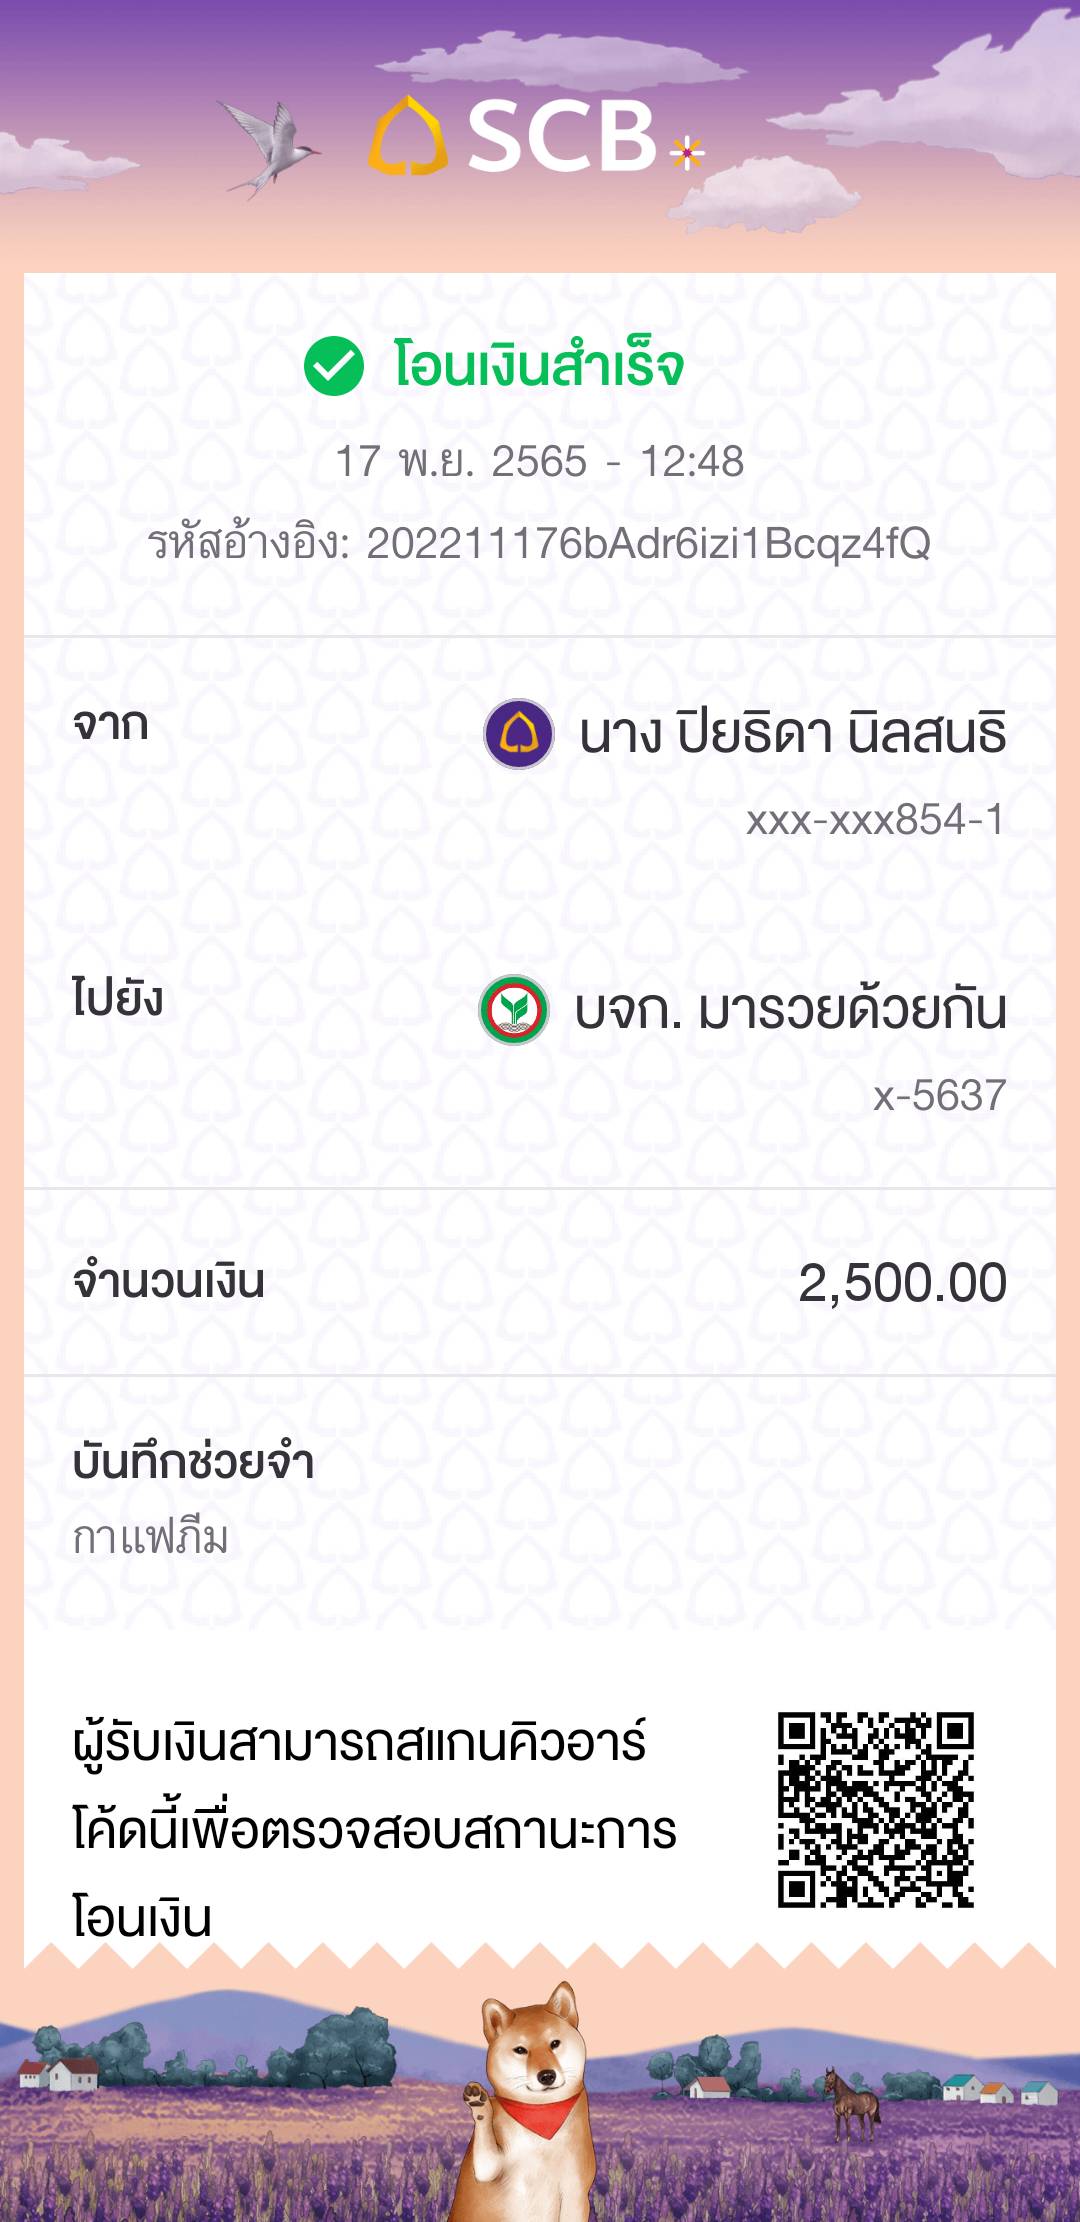 SCB
โอนเงินสำเร็จ
17 พ.ย. 2565 - 12:48
รหัสอ้างอิง: 202211176bAdr6izi1Bcqz4fQ
จาก
นาง ปิยธิดา นิลสนธิ
xxx-xxx854-1
ไปยัง
บจก. มารวยด้วยกัน
x-5637
จำนวนเงิน
2,500.00
บันทึกช่วยจำ
กาแฟภีม
ผู้รับเงินสามารถสแกนคิวอาร์
โค้ดนี้เพื่อตรวจสอบสถานะการ
โอนเงิน